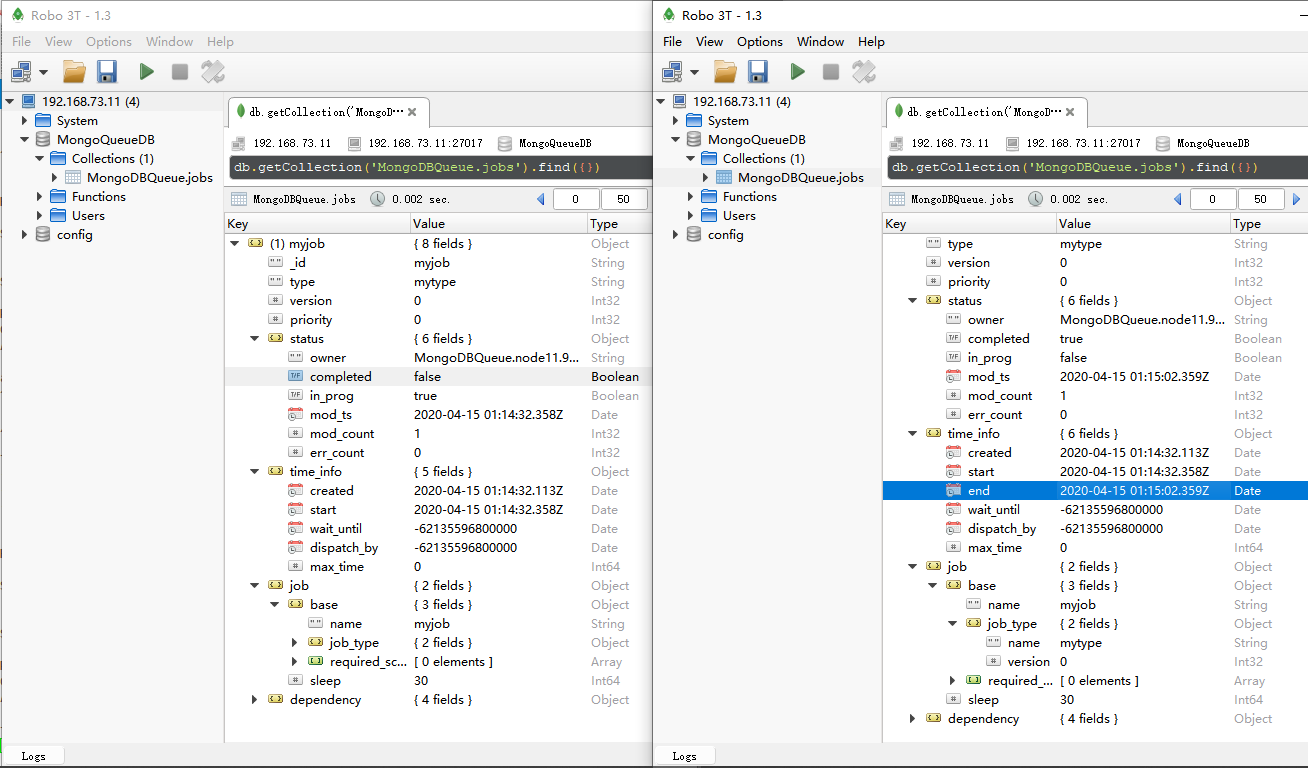 Robo 3T - 1.3
File View Options Window Help
192.168.73.11 (4)
System
MongoQueueDB
Collections (1)
MongoDBQueue.jobs
Functions
Users
config
db.getCollection('MongoD···
192.168.73.11 192.168.73.11:27017 MongoQueueDB
db.getCollection('MongoDBQueue.jobs').find({})
MongoDBQueue.jobs 0.002 sec. 0 50
Key Value Type
(1) myjob { 8 fields } Object
_id myjob String
type mytype String
version 0 Int32
priority 0 Int32
status { 6 fields } Object
owner MongoDBQueue.node11.9... String
completed false Boolean
in_prog true Boolean
mod_ts 2020-04-15 01:14:32.358Z Date
mod_count 1 Int32
err_count 0 Int32
time_info { 5 fields } Object
created 2020-04-15 01:14:32.113Z Date
start 2020-04-15 01:14:32.358Z Date
wait_until -62135596800000 Date
dispatch_by -62135596800000 Date
max_time 0 Int64
job { 2 fields } Object
base { 3 fields } Object
name myjob String
job_type { 2 fields } Object
required_sc... [ 0 elements ] Array
sleep 30 Int64
dependency { 4 fields } Object
Logs
Robo 3T - 1.3
File View Options Window Help
192.168.73.11 (4)
System
MongoQueueDB
Collections (1)
MongoDBQueue.jobs
Functions
Users
config
db.getCollection('MongoD···
192.168.73.11 192.168.73.11:27017 MongoQueueDB
db.getCollection('MongoDBQueue.jobs').find({})
MongoDBQueue.jobs 0.002 sec. 0 50
Key Value Type
type mytype String
version 0 Int32
priority 0 Int32
status { 6 fields } Object
owner MongoDBQueue.node11.9... String
completed true Boolean
in_prog false Boolean
mod_ts 2020-04-15 01:15:02.359Z Date
mod_count 1 Int32
err_count 0 Int32
time_info { 6 fields } Object
created 2020-04-15 01:14:32.113Z Date
start 2020-04-15 01:14:32.358Z Date
end 2020-04-15 01:15:02.359Z Date
wait_until -62135596800000 Date
dispatch_by -62135596800000 Date
max_time 0 Int64
job { 2 fields } Object
base { 3 fields } Object
name myjob String
job_type { 2 fields } Object
name mytype String
version 0 Int32
required_... [ 0 elements ] Array
sleep 30 Int64
dependency { 4 fields } Object
Logs